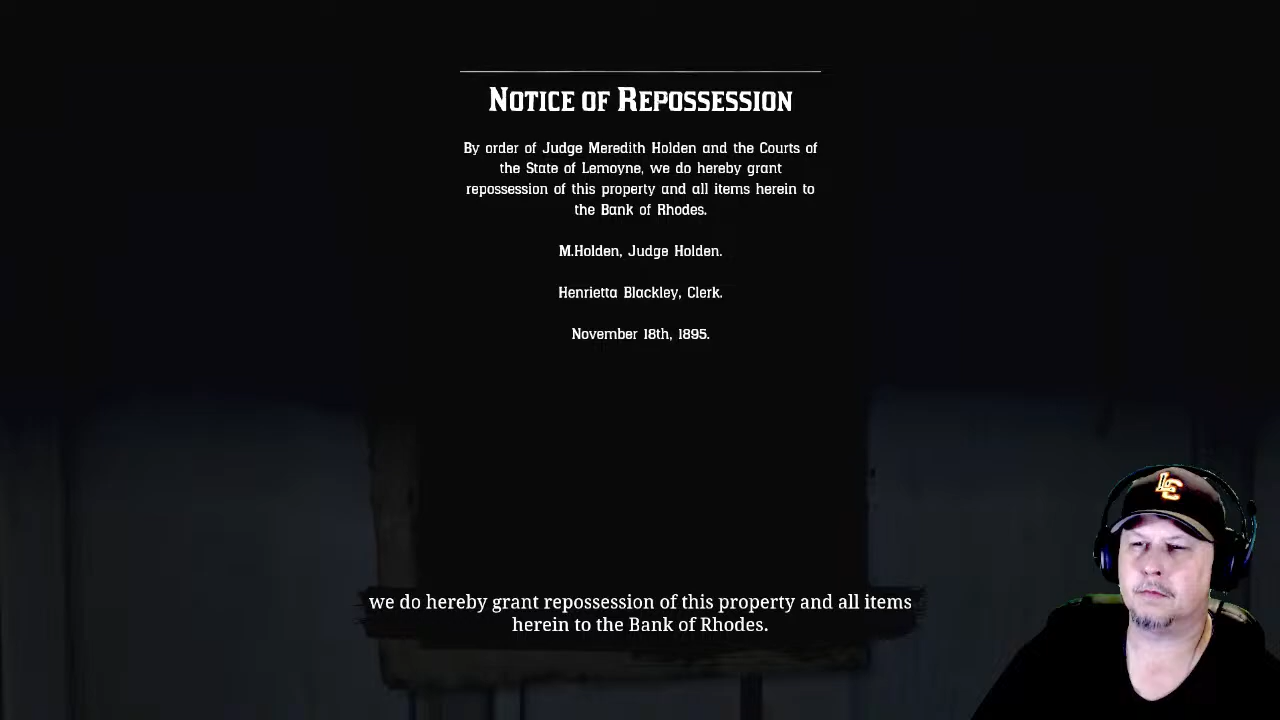 Notice of Repossession
By order of Judge Meredith Holden and the Courts of
the State of Lemoyne, we do hereby grant
repossession of this property and all items herein to
the Bank of Rhodes.
M.Holden, Judge Holden.
Henrietta Blackley, Clerk.
November 18th, 1895.
we do hereby grant repossession of this property and all items
herein to the Bank of Rhodes.
LC